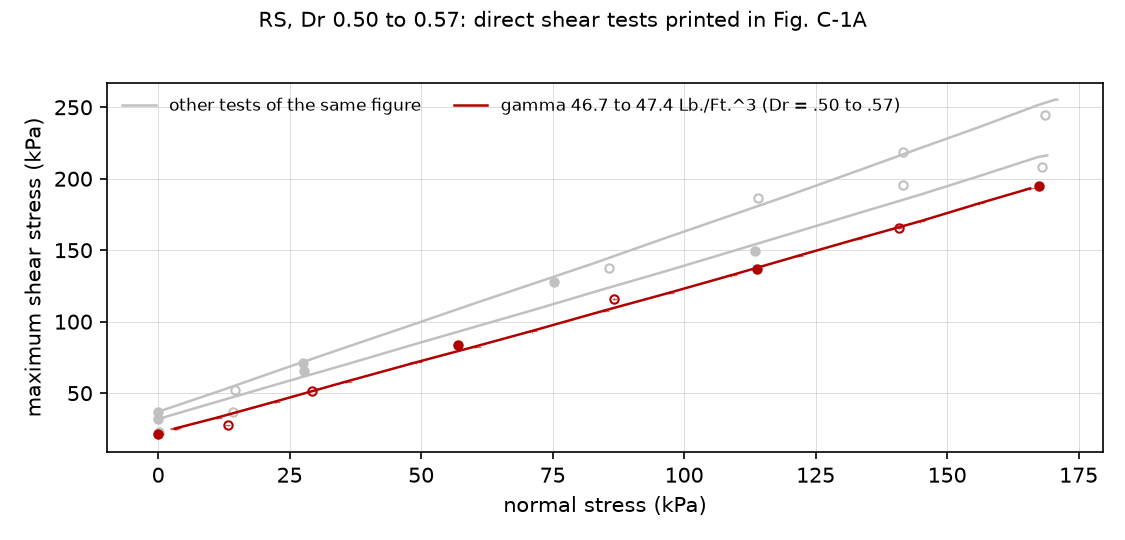 RS, Dr 0.50 to 0.57: direct shear tests printed in Fig. C-1A
other tests of the same figure
gamma 46.7 to 47.4 Lb./Ft.^3 (Dr = .50 to .57)
maximum shear stress (kPa)
250
200
150
100
50
0
25
50
75
100
125
150
175
normal stress (kPa)